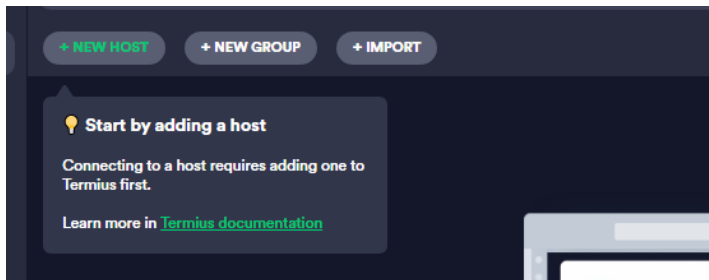 + NEW HOST
+ NEW GROUP
+ IMPORT
Start by adding a host
Connecting to a host requires adding one to
Termius first.
Learn more in Termius documentation